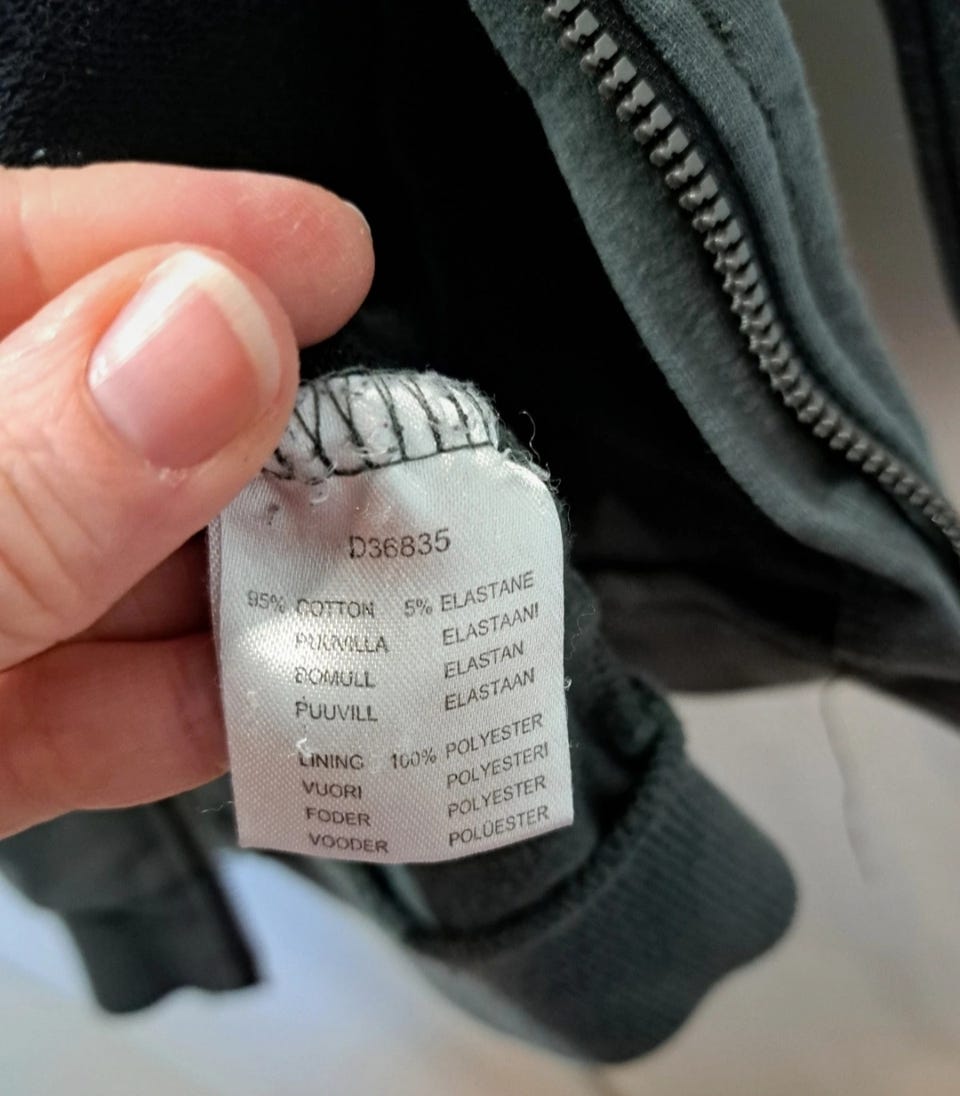 D36835
95% COTTON 5% ELASTANE
PUUVILLA ELASTAANI
BOMULL ELASTAN
PUUVILL ELASTAAN
LINING 100% POLYESTER
VUORI POLYESTERI
FODER POLYESTER
VOODER POLÜESTER